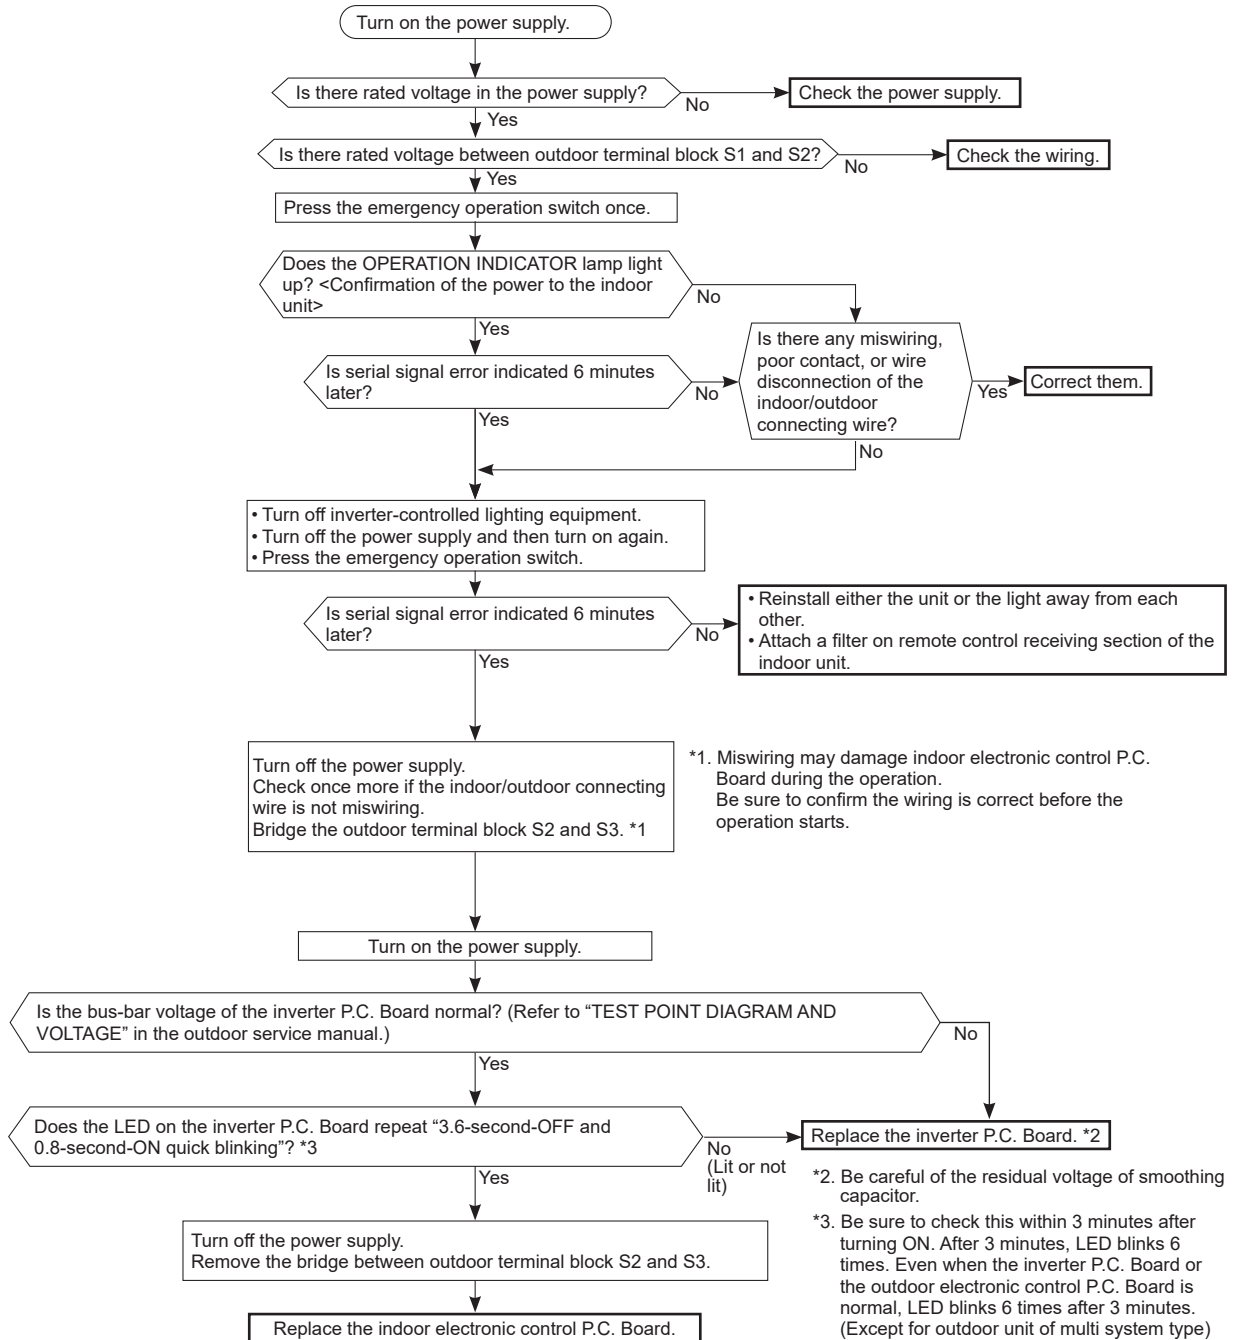 Turn on the power supply.
Is there rated voltage in the power supply?
No
Check the power supply.
Yes
Is there rated voltage between outdoor terminal block S1 and S2?
No
Check the wiring.
Yes
Press the emergency operation switch once.
Does the OPERATION INDICATOR lamp light
up? <Confirmation of the power to the indoor
unit>
No
Yes
Is there any miswiring,
poor contact, or wire
disconnection of the
indoor/outdoor
connecting wire?
Yes
Correct them.
No
Is serial signal error indicated 6 minutes
later?
No
Yes
• Turn off inverter-controlled lighting equipment.
• Turn off the power supply and then turn on again.
• Press the emergency operation switch.
Is serial signal error indicated 6 minutes
later?
No
• Reinstall either the unit or the light away from each
other.
• Attach a filter on remote control receiving section of the
indoor unit.
Yes
Turn off the power supply.
Check once more if the indoor/outdoor connecting
wire is not miswiring.
Bridge the outdoor terminal block S2 and S3. *1
*1. Miswiring may damage indoor electronic control P.C.
Board during the operation.
Be sure to confirm the wiring is correct before the
operation starts.
Turn on the power supply.
Is the bus-bar voltage of the inverter P.C. Board normal? (Refer to “TEST POINT DIAGRAM AND
VOLTAGE” in the outdoor service manual.)
No
Yes
Does the LED on the inverter P.C. Board repeat “3.6-second-OFF and
0.8-second-ON quick blinking”? *3
No
(Lit or not
lit)
Replace the inverter P.C. Board. *2
Yes
*2. Be careful of the residual voltage of smoothing
capacitor.
*3. Be sure to check this within 3 minutes after
turning ON. After 3 minutes, LED blinks 6
times. Even when the inverter P.C. Board or
the outdoor electronic control P.C. Board is
normal, LED blinks 6 times after 3 minutes.
(Except for outdoor unit of multi system type)
Turn off the power supply.
Remove the bridge between outdoor terminal block S2 and S3.
Replace the indoor electronic control P.C. Board.